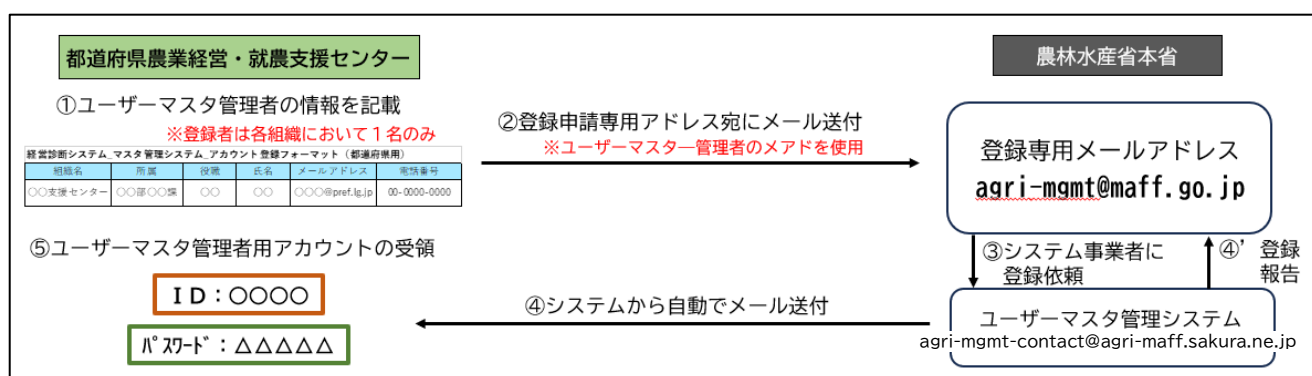 都道府県農業経営・就農支援センター
農林水産省本省
①ユーザーマスタ管理者の情報を記載
※登録者は各組織において１名のみ
経営診断システム_マスタ管理システム_アカウント登録フォーマット（都道府県用）
組織名 所属 役職 氏名 メールアドレス 電話番号
○○支援センター ○○部○○課 ○○ ○○ ○○○@pref.lg.jp 00-0000-0000
②登録申請専用アドレス宛にメール送付
※ユーザーマスタ―管理者のメアドを使用
登録専用メールアドレス
agri-mgmt@maff.go.jp
③システム事業者に
登録依頼
④’登録
報告
⑤ユーザーマスタ管理者用アカウントの受領
ＩＤ：○○○○
ﾊﾟｽﾜｰﾄﾞ：△△△△△
④システムから自動でメール送付
ユーザーマスタ管理システム
agri-mgmt-contact@agri-maff.sakura.ne.jp